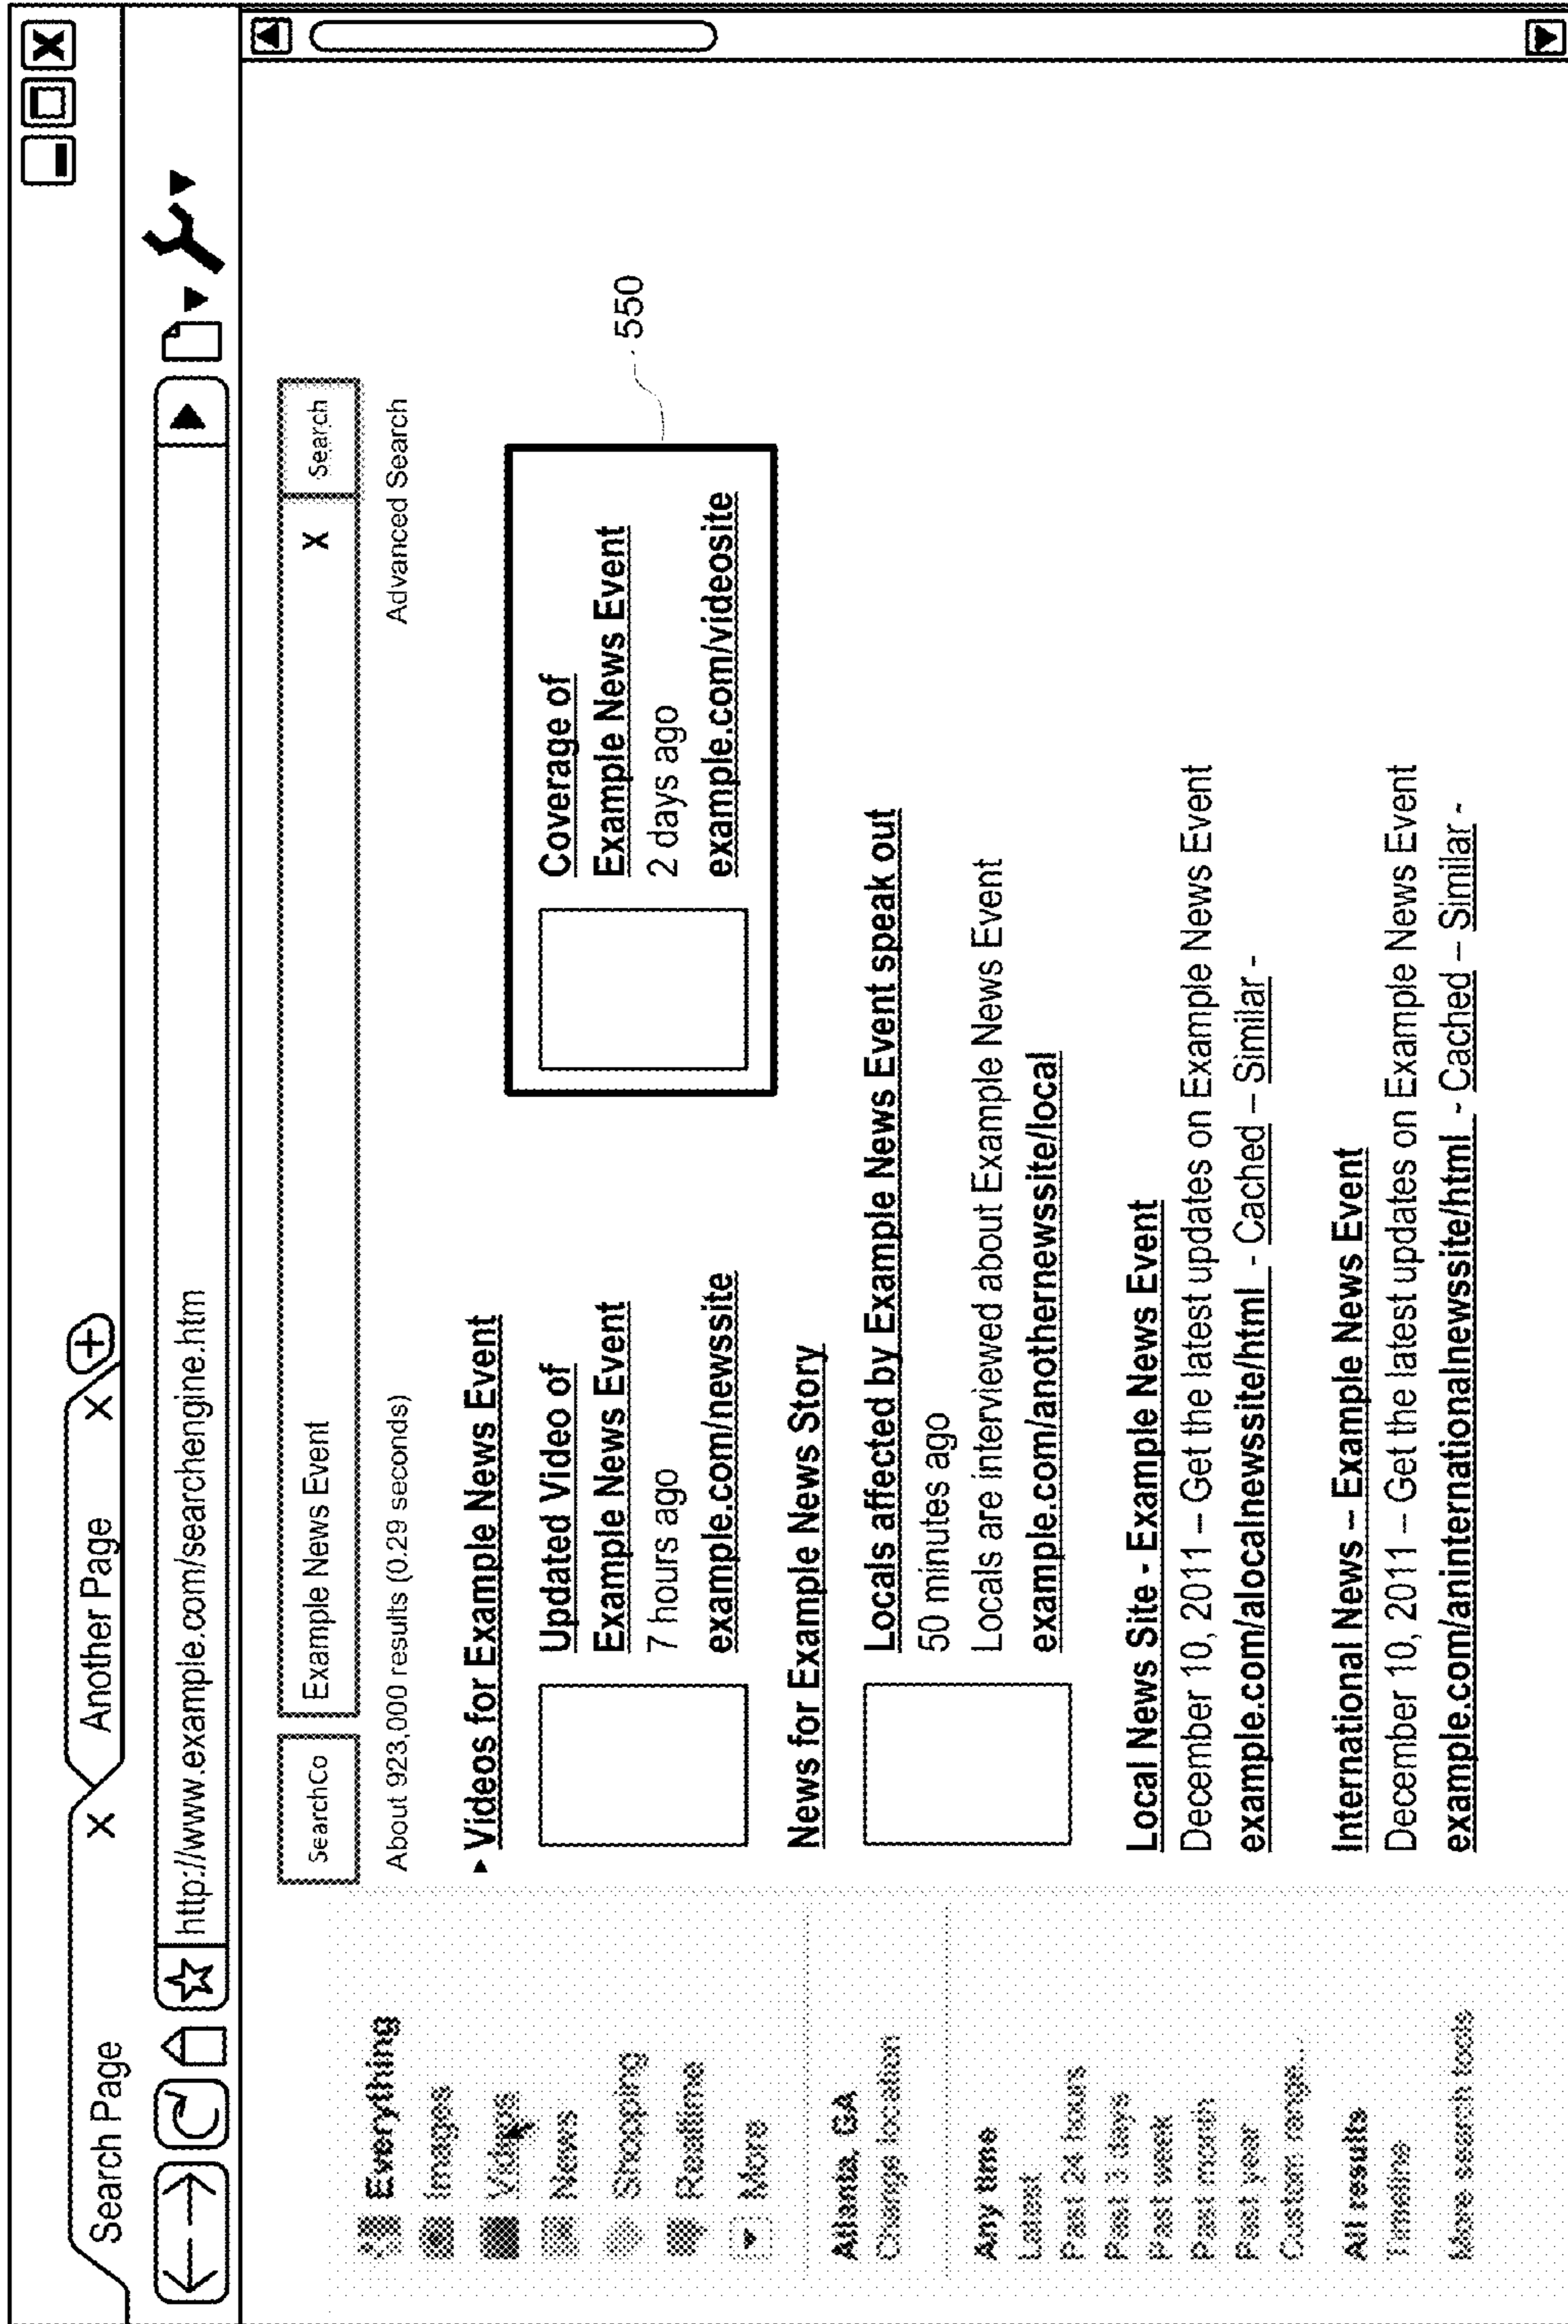 Search Page X
Another Page X
http://www.example.com/searchengine.htm
SearchCo
Example News Event X
Search
About 923,000 results (0.29 seconds)
Advanced Search
Everything
Images
Videos
News
Shopping
Realtime
More
Atlanta, GA
Change location
Any time
Latest
Past 24 hours
Past 3 days
Past week
Past month
Past year
Custom range...
All results
Timeline
More search tools
Videos for Example News Event
Updated Video of
Example News Event
7 hours ago
example.com/newssite
Coverage of
Example News Event
2 days ago
example.com/videosite
550
News for Example News Story
Locals affected by Example News Event speak out
50 minutes ago
Locals are interviewed about Example News Event
example.com/anothernewssite/local
Local News Site - Example News Event
December 10, 2011 – Get the latest updates on Example News Event
example.com/alocalnewssite/html - Cached – Similar -
International News – Example News Event
December 10, 2011 – Get the latest updates on Example News Event
example.com/aninternationalnewssite/html - Cached – Similar -